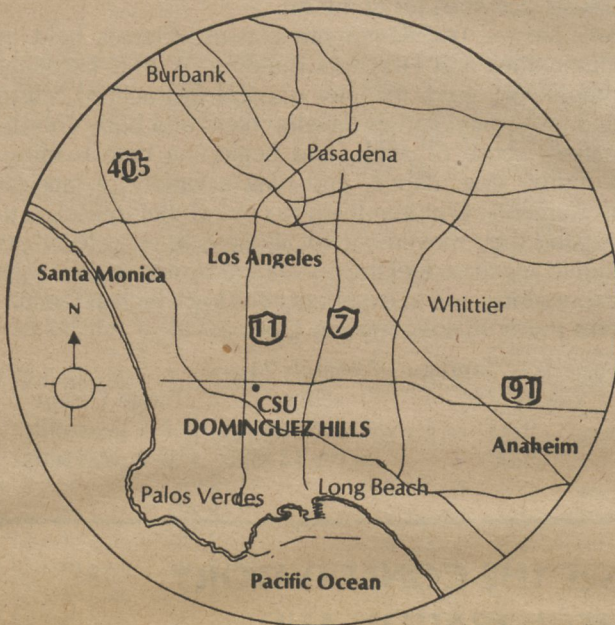 Burbank
405
Pasadena
Los Angeles
Santa Monica
N
Whittier
11
7
91
CSU
DOMINGUEZ HILLS
Anaheim
Palos Verdes
Long Beach
Pacific Ocean